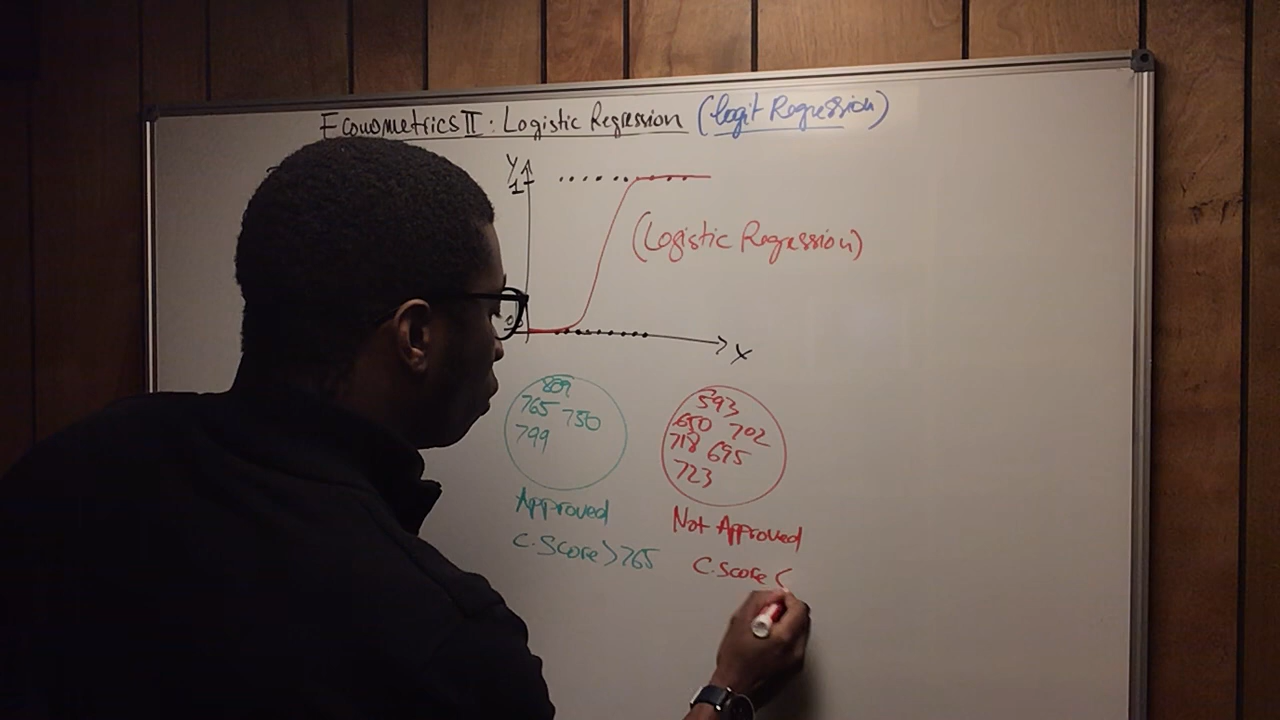 Econometrics II: Logistic Regression (Logit Regression)
Y
1
(Logistic Regression)
X
809
765 750
799
593
650 702
718 695
723
Approved
Not Approved
C.Score>765
C.Score<